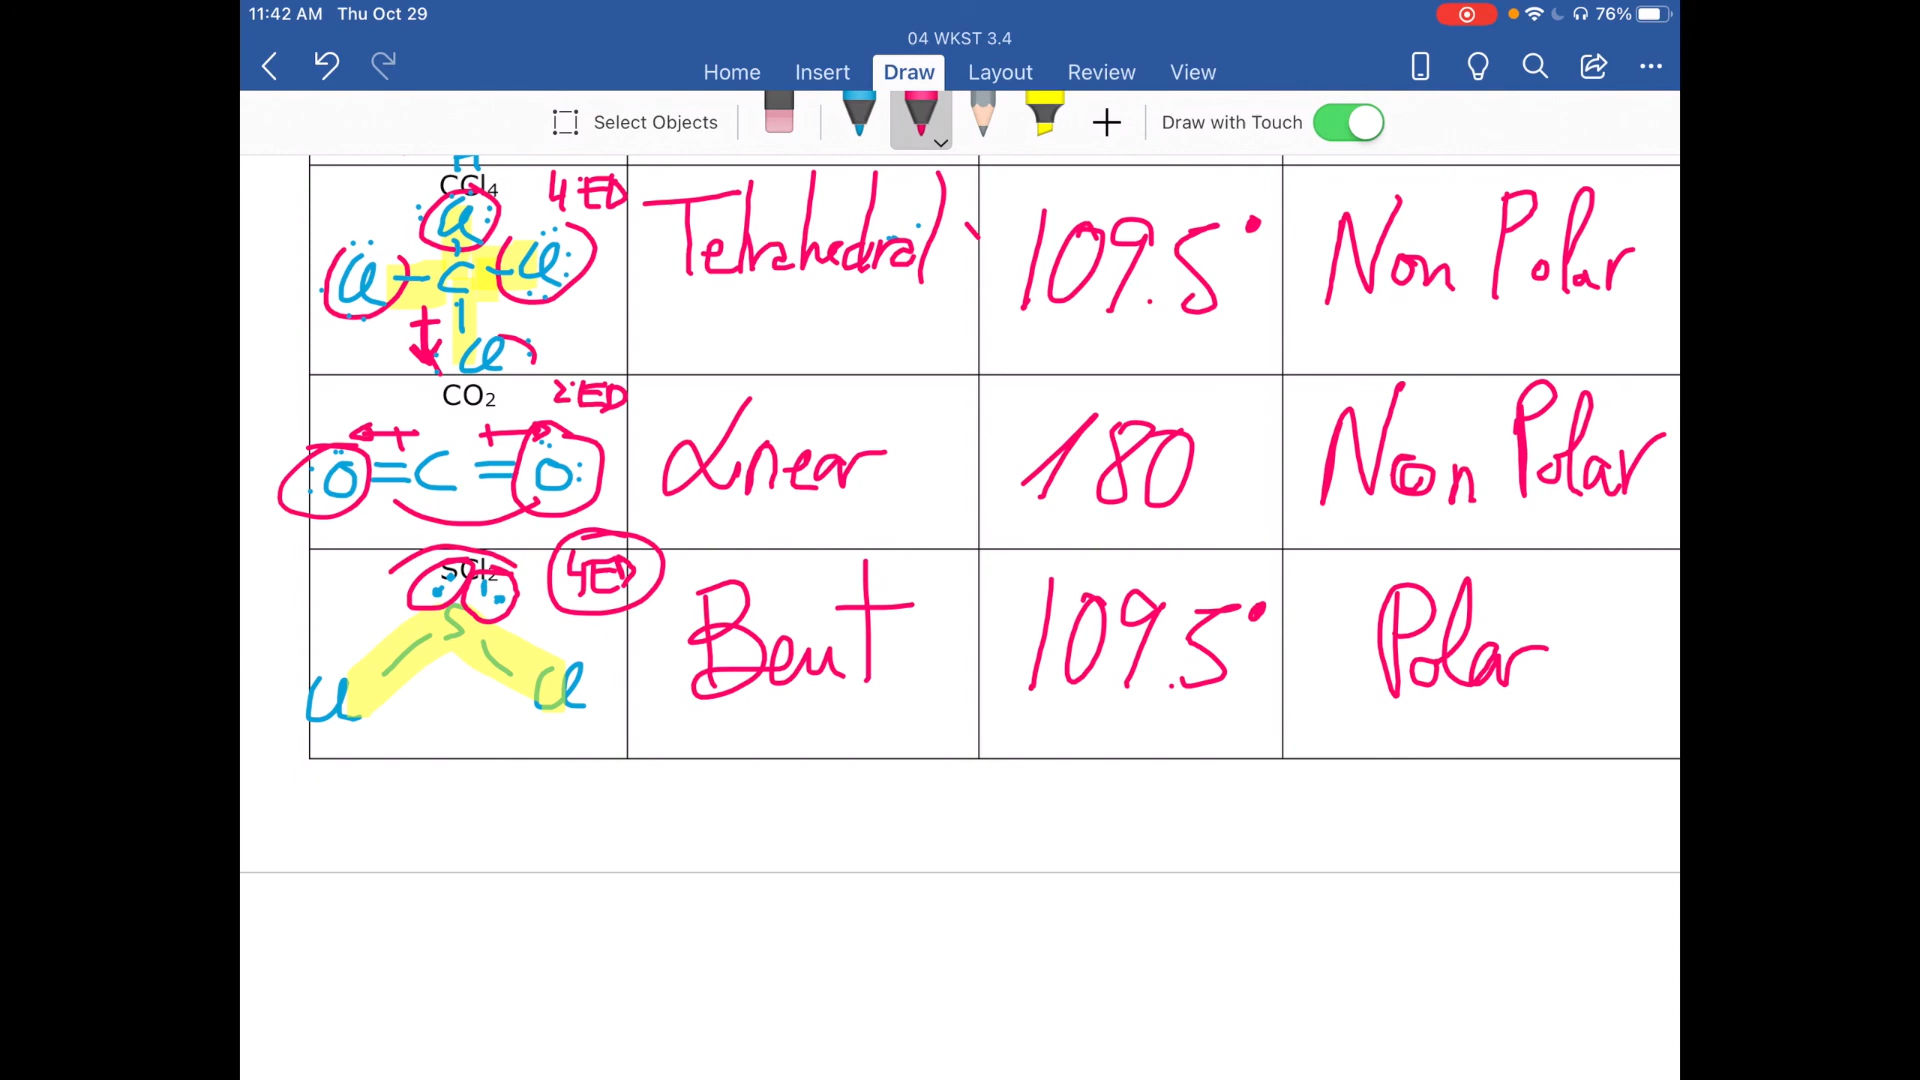 11:42 AM Thu Oct 29
76%
04 WKST 3.4
Home Insert Draw Layout Review View
Select Objects
Draw with Touch
H
CCl₄ 4 ED Tetrahedral 109.5° Non Polar
Cl
Cl - C - Cl
Cl
CO₂ 2 ED
O = C = O Linear 180 Non Polar
SCl₂ 4 ED
S Bent 109.5° Polar
Cl Cl